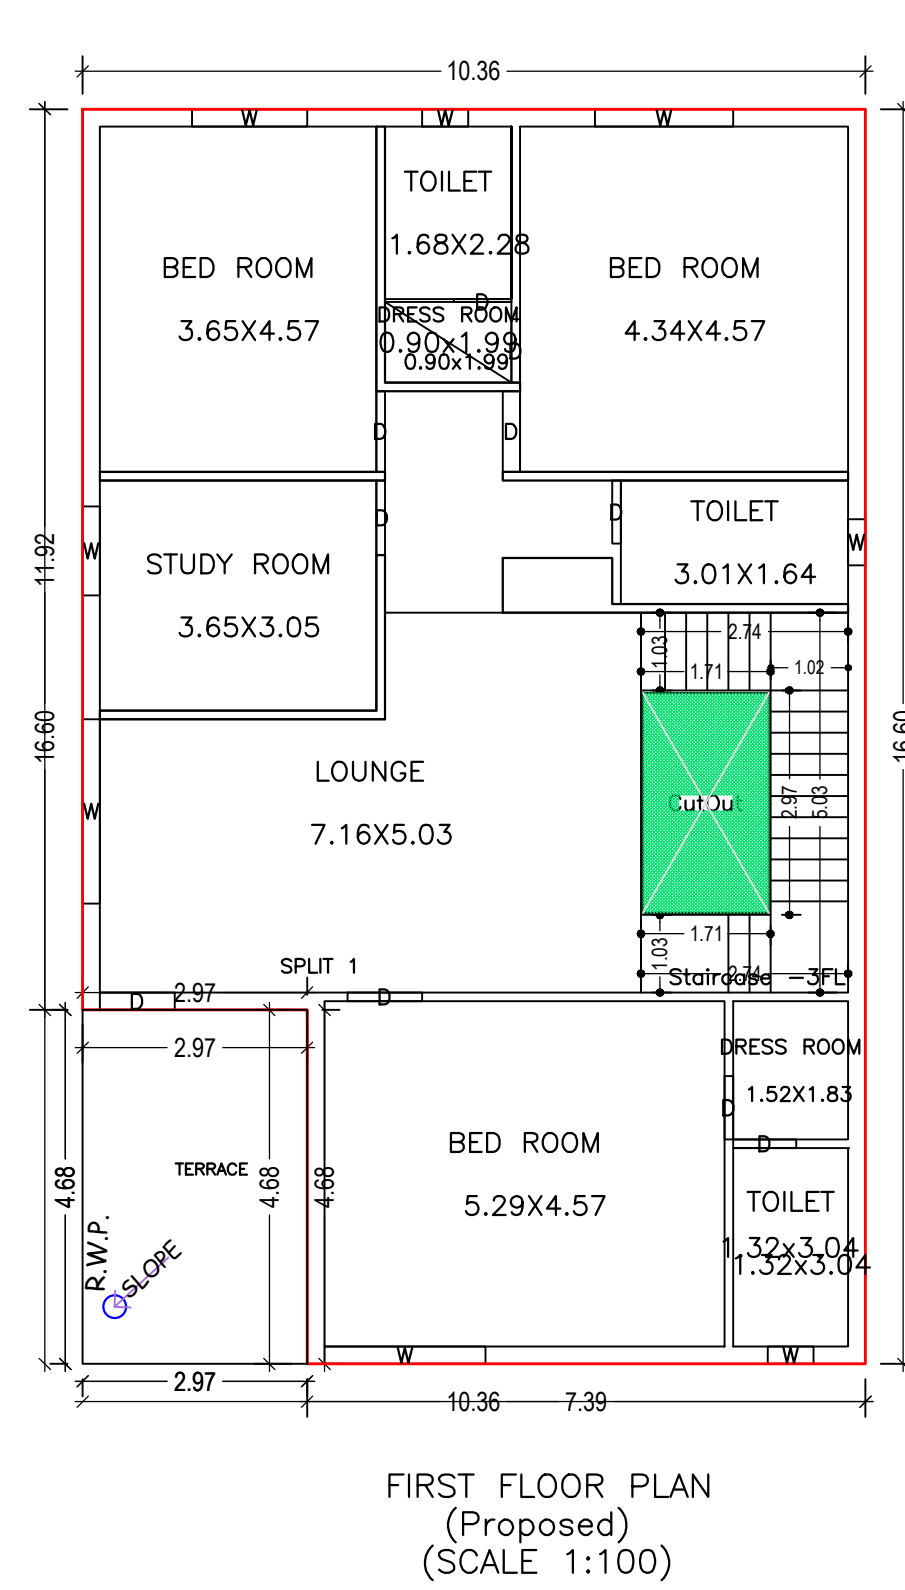 10.36
W
W
W
TOILET
1.68X2.28
BED ROOM
3.65X4.57
BED ROOM
4.34X4.57
D
DRESS ROOM
0.90x1.99
0.90x1.99
D
D
D
D
D
TOILET
3.01X1.64
W
W
11.92
STUDY ROOM
3.65X3.05
2.74
1.03
1.71
1.02
16.60
16.60
LOUNGE
7.16X5.03
W
CutOut
2.97
5.03
1.71
1.03
2.74
Staircase -3FL
SPLIT 1
2.97
D
D
2.97
DRESS ROOM
1.52X1.83
D
D
BED ROOM
5.29X4.57
TERRACE
4.68
4.68
4.68
TOILET
1.32x3.04
1.32x3.04
R.W.P.
SLOPE
W
W
2.97
10.36
7.39
FIRST FLOOR PLAN
(Proposed)
(SCALE 1:100)